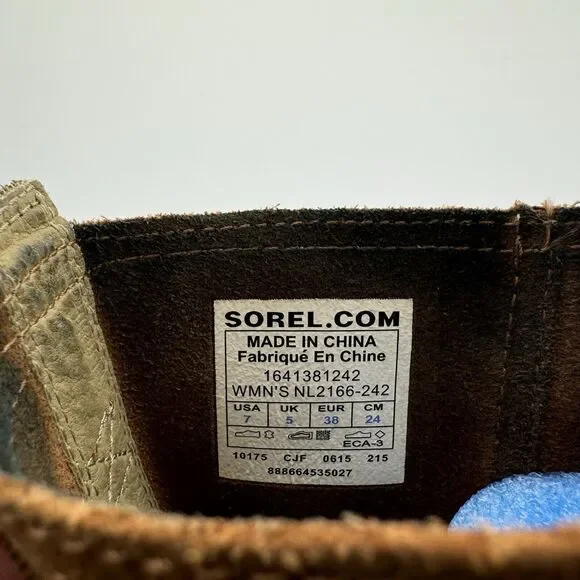 SOREL.COM
MADE IN CHINA
Fabriqué En Chine
1641381242
WMN'S NL2166-242
USA UK EUR CM
7 5 38 24
ECA-3
10175 CJF 0615 215
888664535027